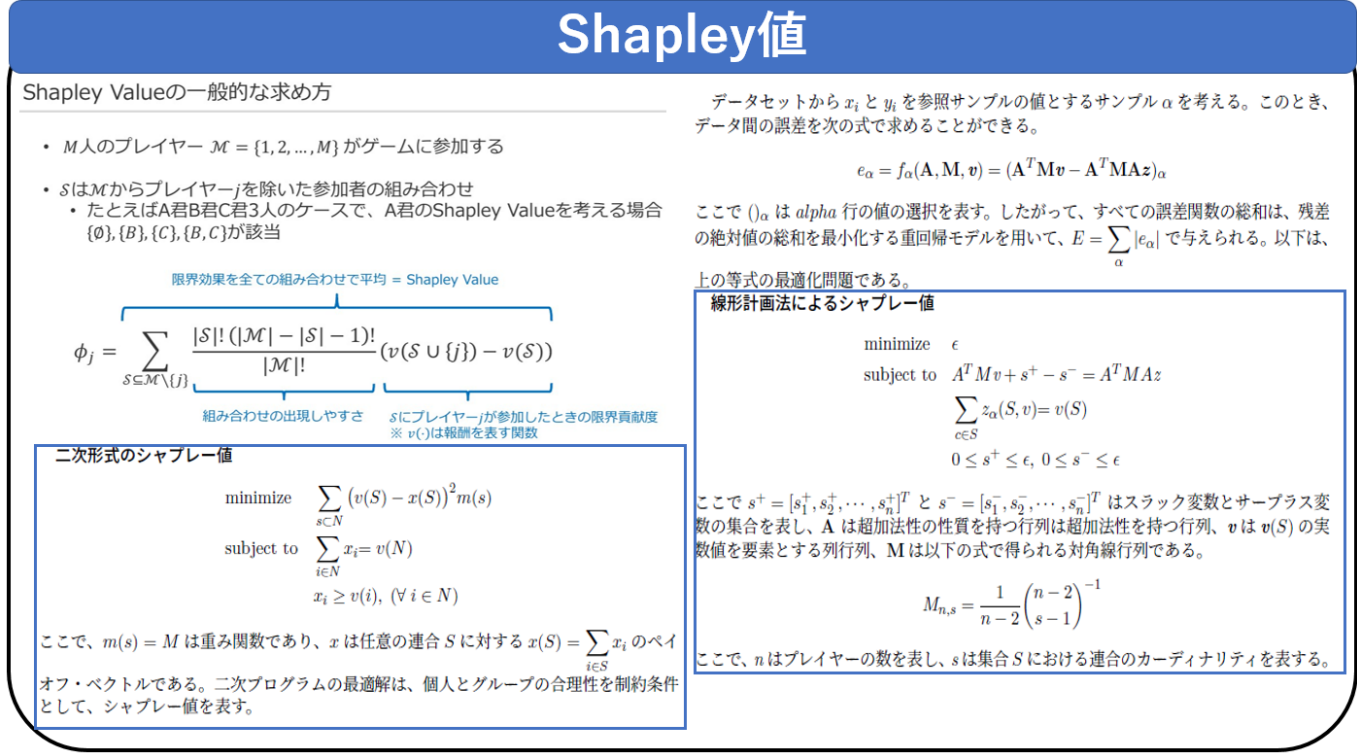 Shapley値
Shapley Valueの一般的な求め方
• M人のプレイヤー ℳ = {1, 2, ..., M} がゲームに参加する
• 𝒮はℳからプレイヤーjを除いた参加者の組み合わせ
• たとえばA君B君C君3人のケースで、A君のShapley Valueを考える場合
{∅}, {B}, {C}, {B, C}が該当
限界効果を全ての組み合わせで平均 = Shapley Value
ϕ_j = ∑_{𝒮⊆ℳ\{j}} |𝒮|! (|ℳ| − |𝒮| − 1)! / |ℳ|! (v(𝒮 ∪ {j}) − v(𝒮))
組み合わせの出現しやすさ
𝒮にプレイヤーjが参加したときの限界貢献度
※ v(·)は報酬を表す関数
二次形式のシャプレー値
minimize ∑_{s⊂N} (v(S) − x(S))^2 m(s)
subject to ∑_{i∈N} x_i = v(N)
x_i ≥ v(i), (∀ i ∈ N)
ここで、m(s) = M は重み関数であり、x は任意の連合 S に対する x(S) = ∑_{i∈S} x_i のペイ
オフ・ベクトルである。二次プログラムの最適解は、個人とグループの合理性を制約条件
として、シャプレー値を表す。
データセットから x_i と y_i を参照サンプルの値とするサンプル α を考える。このとき、
データ間の誤差を次の式で求めることができる。
e_α = f_α(A, M, v) = (A^T Mv − A^T MAz)_α
ここで ()_α は alpha 行の値の選択を表す。したがって、すべての誤差関数の総和は、残差
の絶対値の総和を最小化する重回帰モデルを用いて、E = ∑_α |e_α| で与えられる。以下は、
上の等式の最適化問題である。
線形計画法によるシャプレー値
minimize ϵ
subject to A^T Mv + s^+ − s^− = A^T MAz
∑_{c∈S} z_α(S, v) = v(S)
0 ≤ s^+ ≤ ϵ, 0 ≤ s^− ≤ ϵ
ここで s^+ = [s_1^+, s_2^+, ⋯, s_n^+]^T と s^− = [s_1^−, s_2^−, ⋯, s_n^−]^T はスラック変数とサープラス変
数の集合を表し、A は超加法性の性質を持つ行列は超加法性を持つ行列、v は v(S) の実
数値を要素とする列行列、M は以下の式で得られる対角線行列である。
M_{n,s} = 1/(n − 2) (n − 2 s − 1)^{−1}
ここで、n はプレイヤーの数を表し、s は集合 S における連合のカーディナリティを表する。